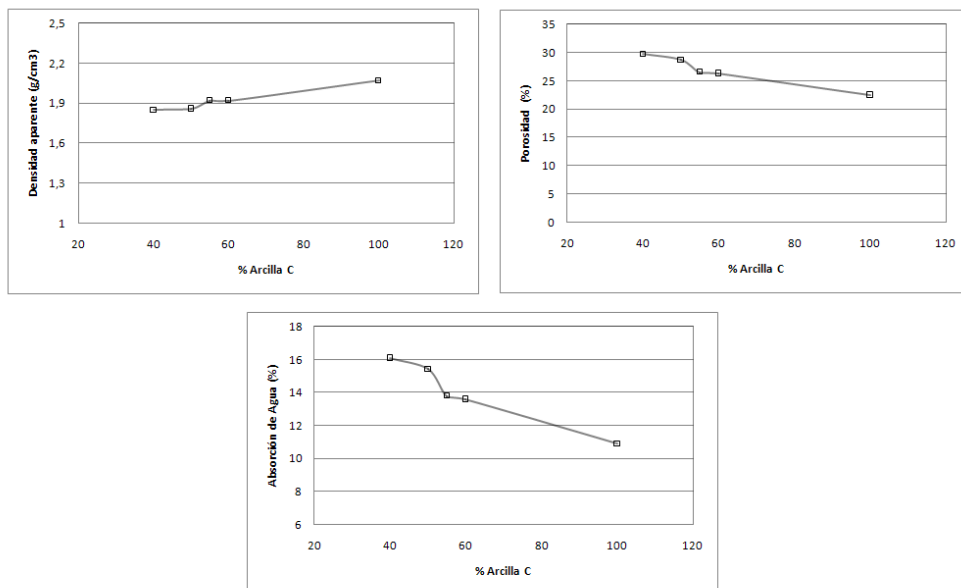 Densidad aparente (g/cm3)
2,5
2,2
1,9
1,6
1,3
1
20 40 60 80 100 120
% Arcilla C
Porosidad (%)
35
30
25
20
15
10
5
0
20 40 60 80 100 120
% Arcilla C
Absorción de Agua (%)
18
16
14
12
10
8
6
20 40 60 80 100 120
% Arcilla C